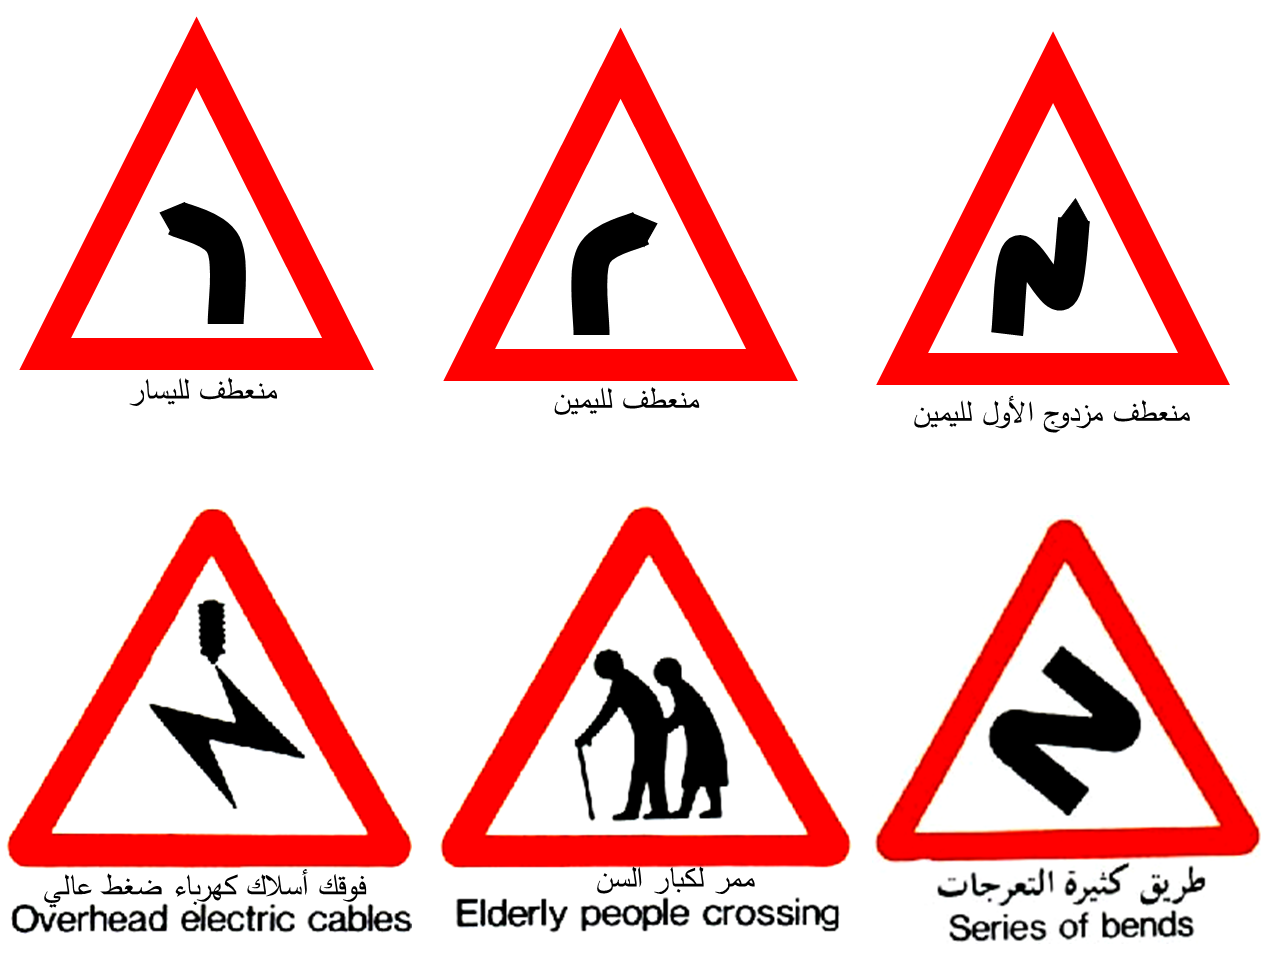 منعطف لليسار
منعطف لليمين
منعطف مزدوج الأول لليمين
فوقك أسلاك كهرباء ضغط عالي
Overhead electric cables
ممر لكبار السن
Elderly people crossing
طريق كثيرة التعرجات
Series of bends